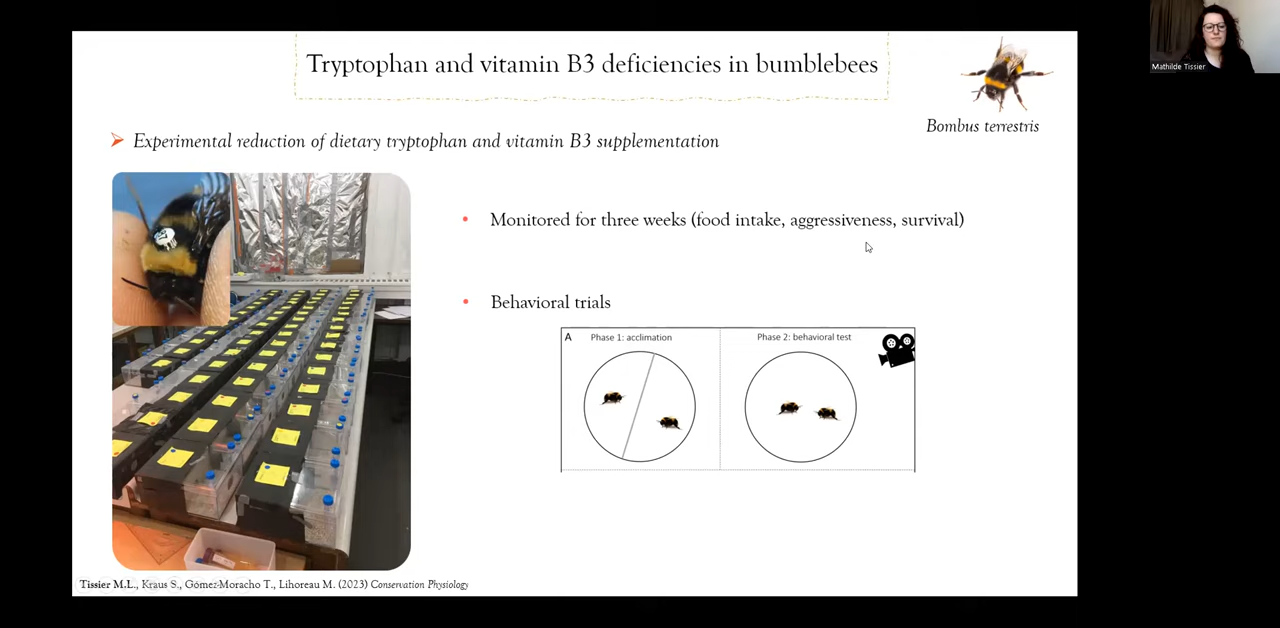 Tryptophan and vitamin B3 deficiencies in bumblebees
Mathilde Tissier
Bombus terrestris
Experimental reduction of dietary tryptophan and vitamin B3 supplementation
Monitored for three weeks (food intake, aggressiveness, survival)
Behavioral trials
A Phase 1: acclimation Phase 2: behavioral test
Tissier M.L., Kraus S., Gómez-Moracho T., Lihoreau M. (2023) Conservation Physiology